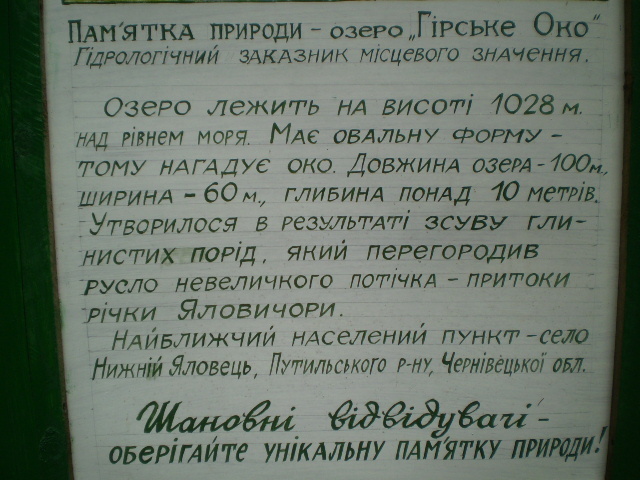 Пам'ятка природи – озеро „Гірське Око"
Гідрологічний заказник місцевого значення.
Озеро лежить на висоті 1028 м.
над рівнем моря. Має овальну форму –
тому нагадує око. Довжина озера – 100 м.,
ширина – 60 м., глибина понад 10 метрів.
Утворилося в результаті зсуву гли-
нистих порід, який перегородив
русло невеличкого потічка – притоки
річки Яловичори.
Найближчий населений пункт – село
Нижній Яловець, Путильського р-ну, Чернівецької обл.
Шановні відвідувачі –
оберігайте унікальну пам'ятку природи!